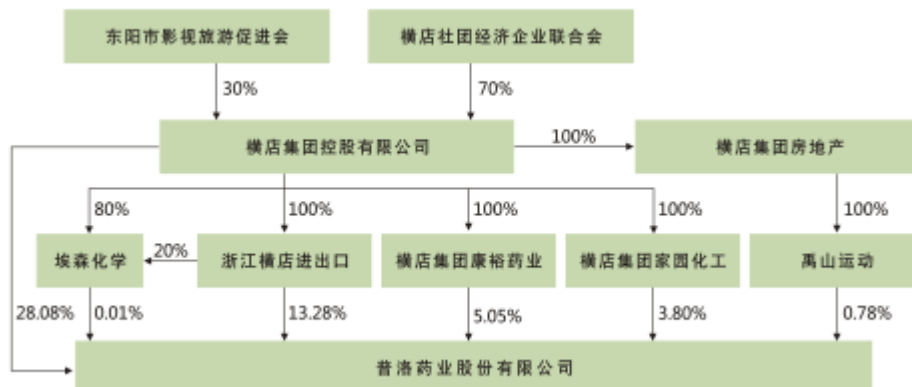 东阳市影视旅游促进会
横店社团经济企业联合会
30%
70%
横店集团控股有限公司
100%
横店集团房地产
80%
100%
100%
100%
100%
埃森化学
20%
浙江横店进出口
横店集团康裕药业
横店集团家园化工
禹山运动
28.08%
0.01%
13.28%
5.05%
3.80%
0.78%
普洛药业股份有限公司